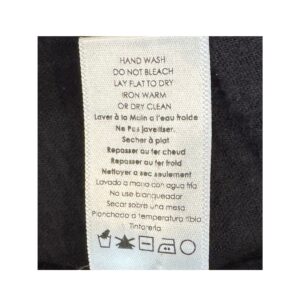 HAND WASH
DO NOT BLEACH
LAY FLAT TO DRY
IRON WARM
OR DRY CLEAN
Laver à la Main a l'eau froide
Ne Pas javelliser.
Secher à plat
Repasser au fer chaud
Repasser au fer froid
Nettoyer a sec seulement
Lavado a mano con agua fria
No use blanqueador
Secar sobre una mesa
Planchado a temperatura tibia
Tintoreria